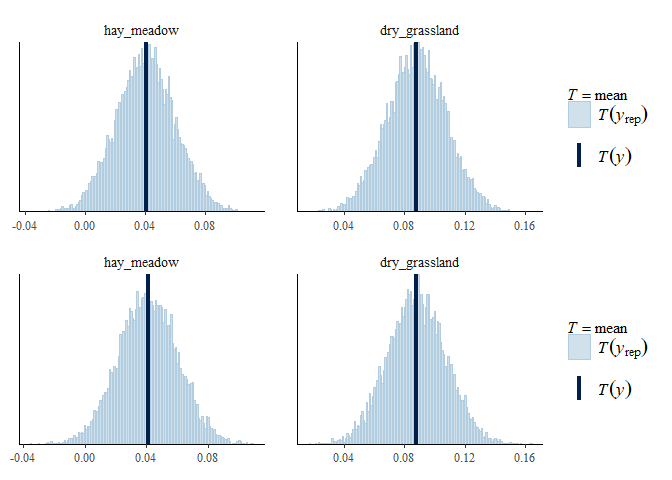 hay_meadow
dry_grassland
-0.04 0.00 0.04 0.08
0.04 0.08 0.12 0.16
T = mean
T(yrep)
T(y)
hay_meadow
dry_grassland
-0.04 0.00 0.04 0.08
0.04 0.08 0.12 0.16
T = mean
T(yrep)
T(y)